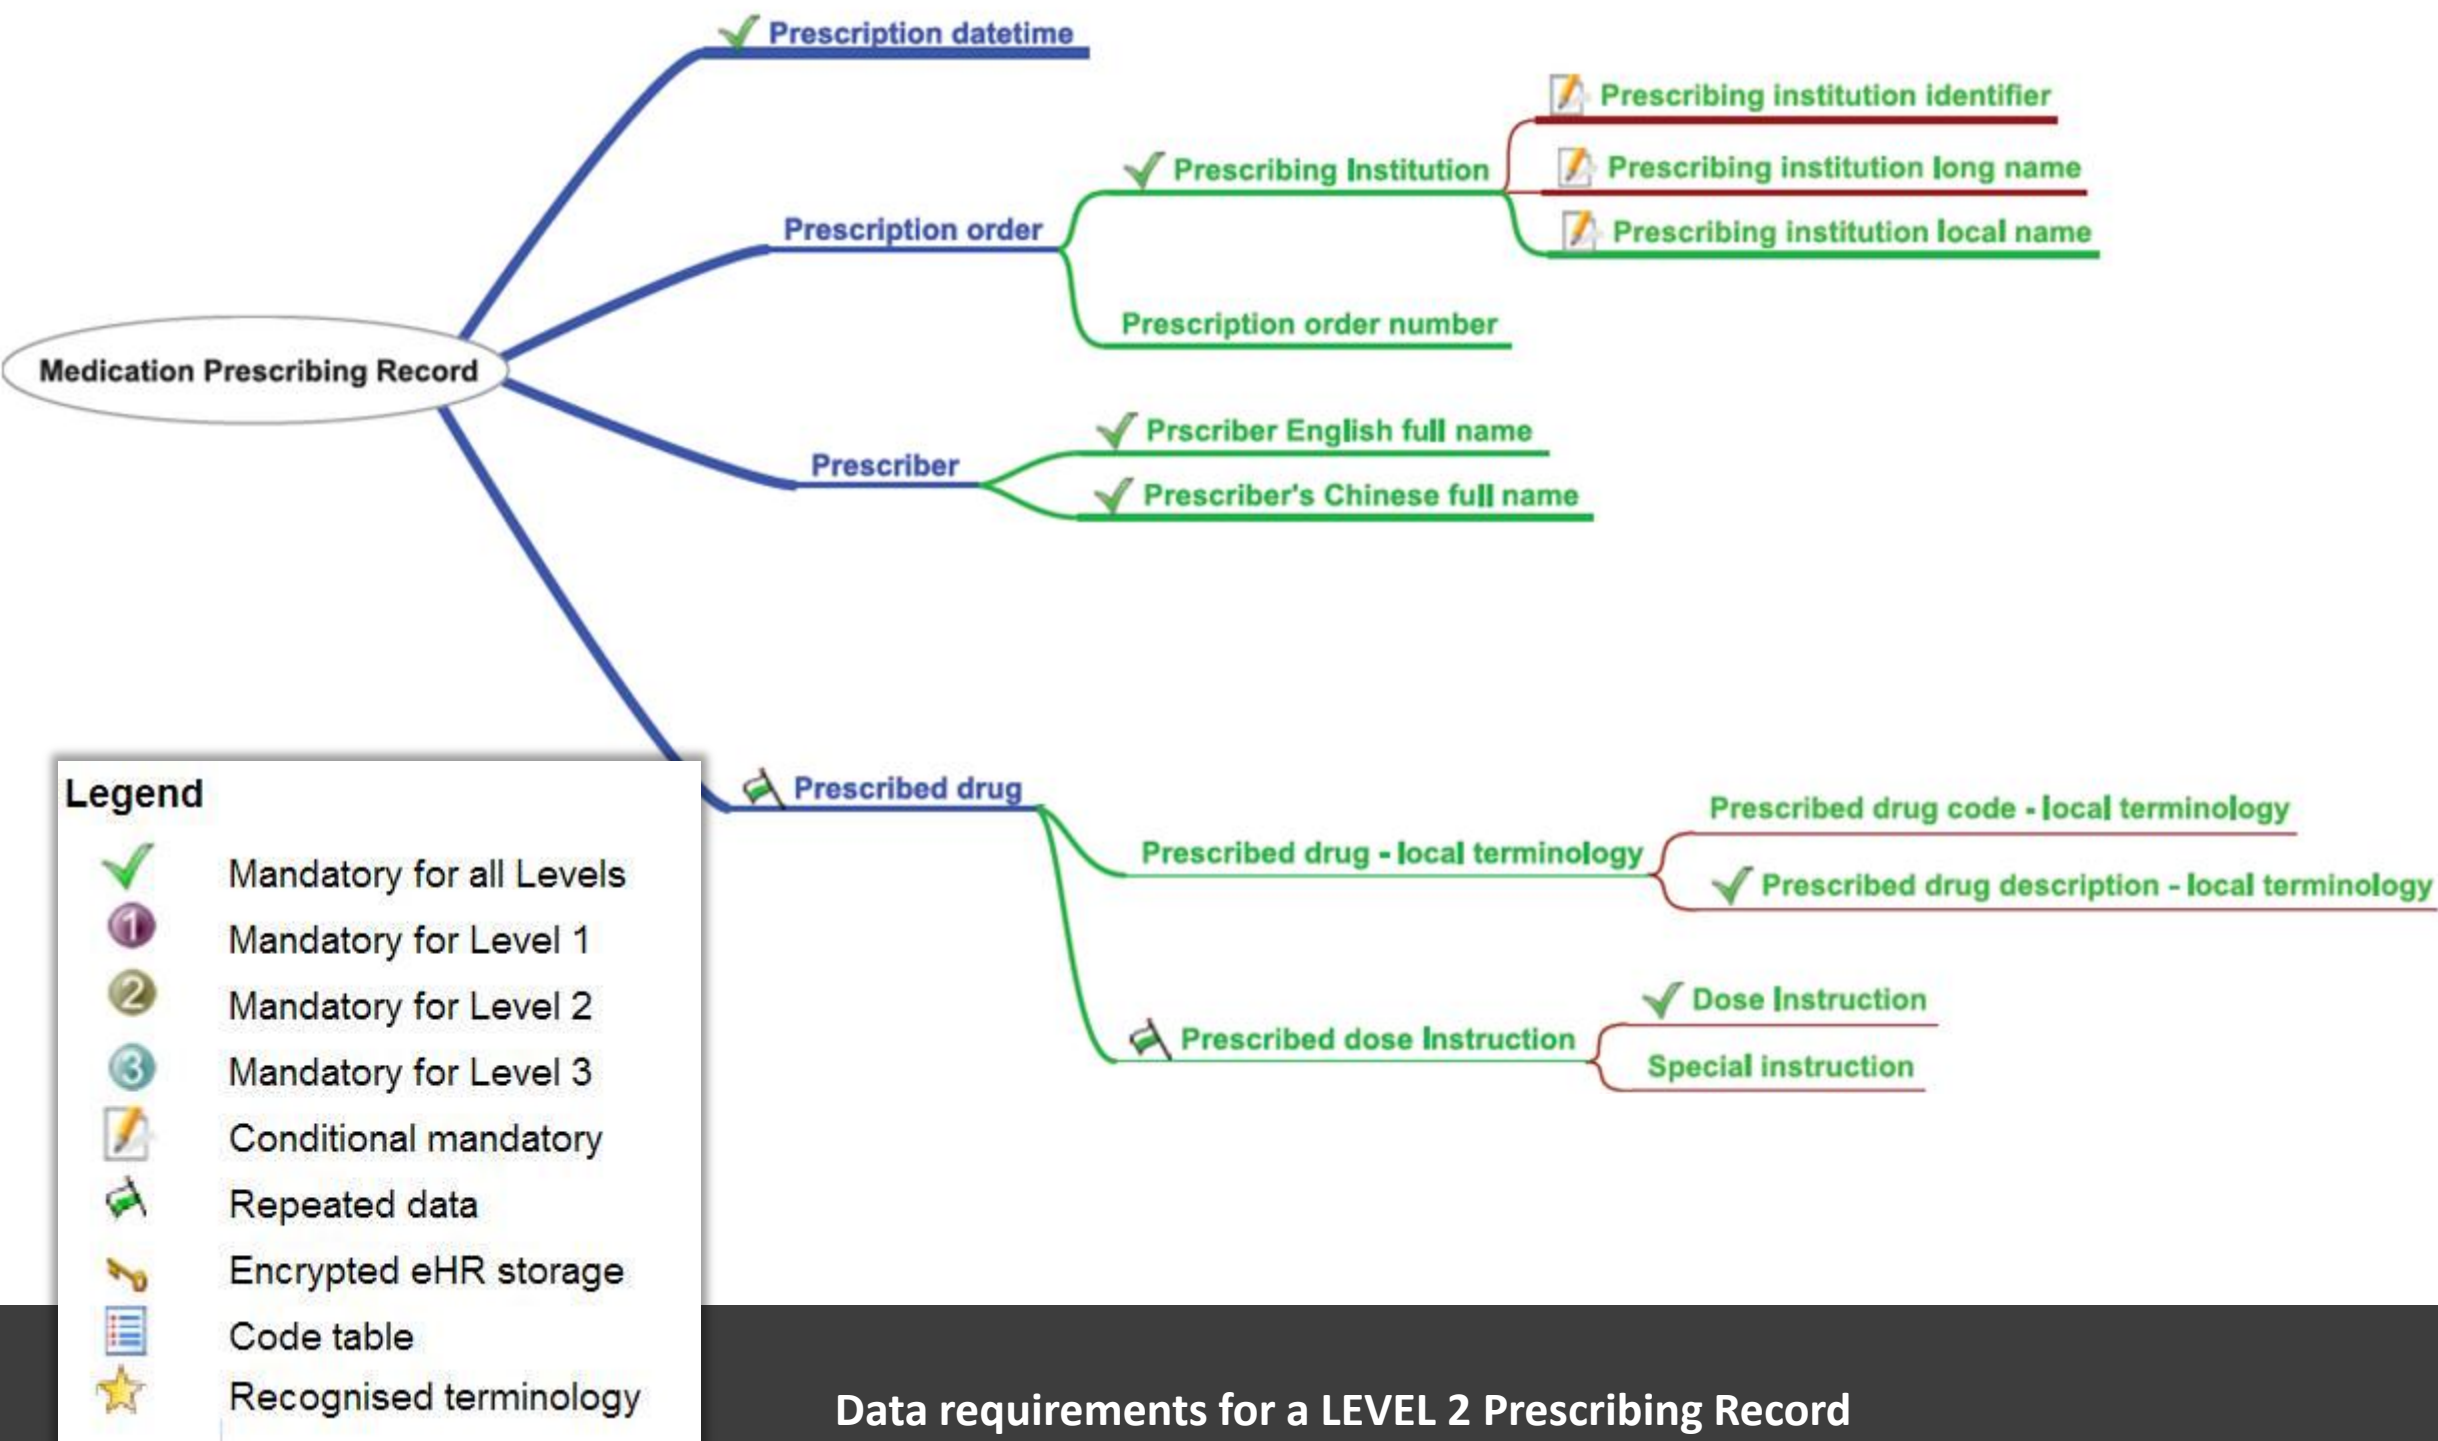 Prescription datetime
Prescribing institution identifier
Prescribing Institution
Prescribing institution long name
Prescription order
Prescribing institution local name
Prescription order number
Medication Prescribing Record
Prscriber English full name
Prescriber
Prescriber's Chinese full name
Prescribed drug
Prescribed drug code - local terminology
Prescribed drug - local terminology
Prescribed drug description - local terminology
Dose Instruction
Prescribed dose Instruction
Special instruction
Legend
Mandatory for all Levels
1 Mandatory for Level 1
2 Mandatory for Level 2
3 Mandatory for Level 3
Conditional mandatory
Repeated data
Encrypted eHR storage
Code table
Recognised terminology
Data requirements for a LEVEL 2 Prescribing Record